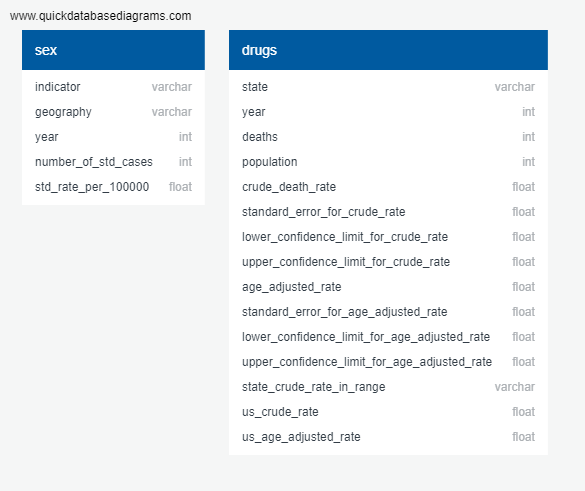 www.quickdatabasediagrams.com
sex
indicator varchar
geography varchar
year int
number_of_std_cases int
std_rate_per_100000 float
drugs
state varchar
year int
deaths int
population int
crude_death_rate float
standard_error_for_crude_rate float
lower_confidence_limit_for_crude_rate float
upper_confidence_limit_for_crude_rate float
age_adjusted_rate float
standard_error_for_age_adjusted_rate float
lower_confidence_limit_for_age_adjusted_rate float
upper_confidence_limit_for_age_adjusted_rate float
state_crude_rate_in_range varchar
us_crude_rate float
us_age_adjusted_rate float